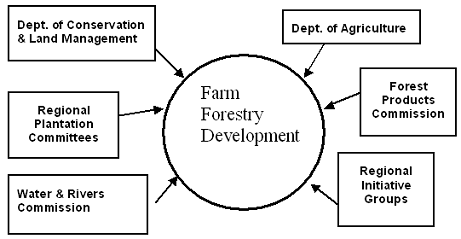 Dept. of Conservation
& Land Management
Dept. of Agriculture
Farm
Forestry
Development
Regional
Plantation
Committees
Forest
Products
Commission
Water & Rivers
Commission
Regional
Initiative
Groups